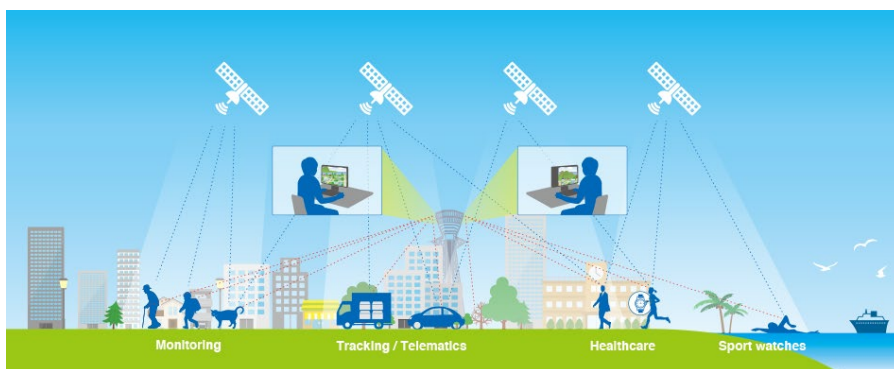 Monitoring
Tracking / Telematics
Healthcare
Sport watches